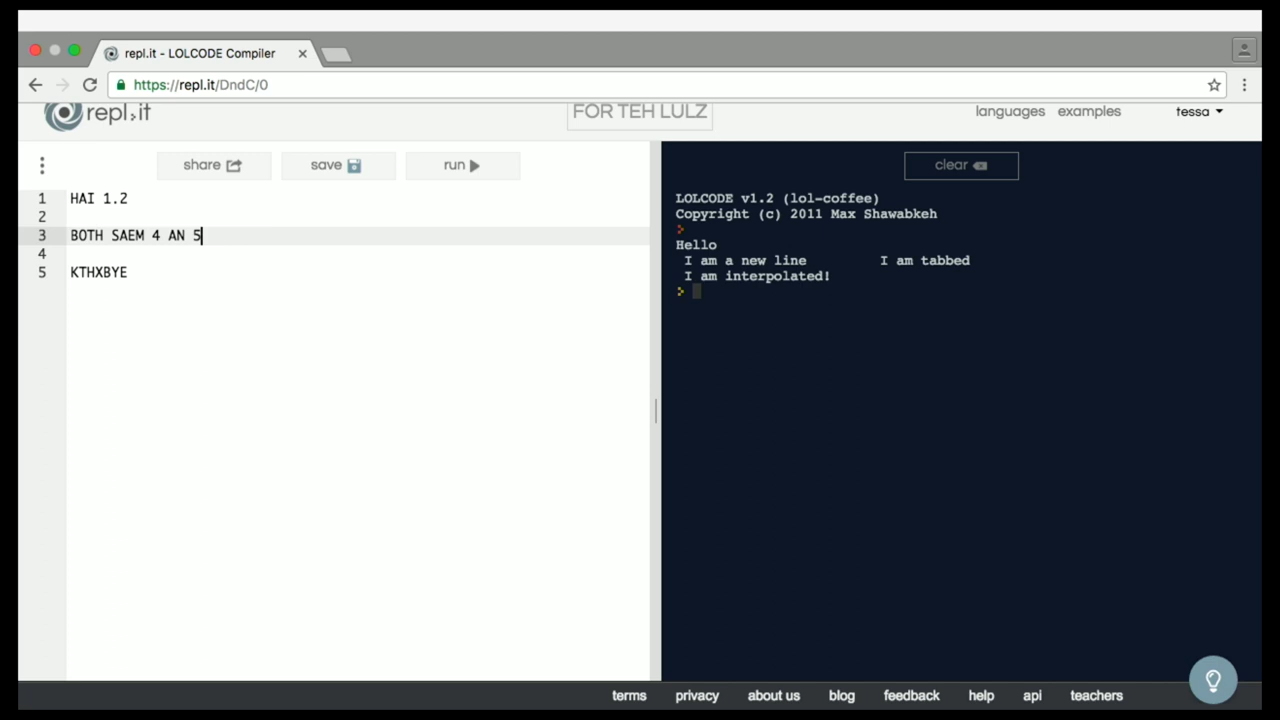 repl.it - LOLCODE Compiler
https://repl.it/DndC/0
repl.it
FOR TEH LULZ
languages examples tessa
share save run
1 HAI 1.2
2
3 BOTH SAEM 4 AN 5
4
5 KTHXBYE
clear
LOLCODE v1.2 (lol-coffee)
Copyright (c) 2011 Max Shawabkeh
Hello
I am a new line I am tabbed
I am interpolated!
terms privacy about us blog feedback help api teachers